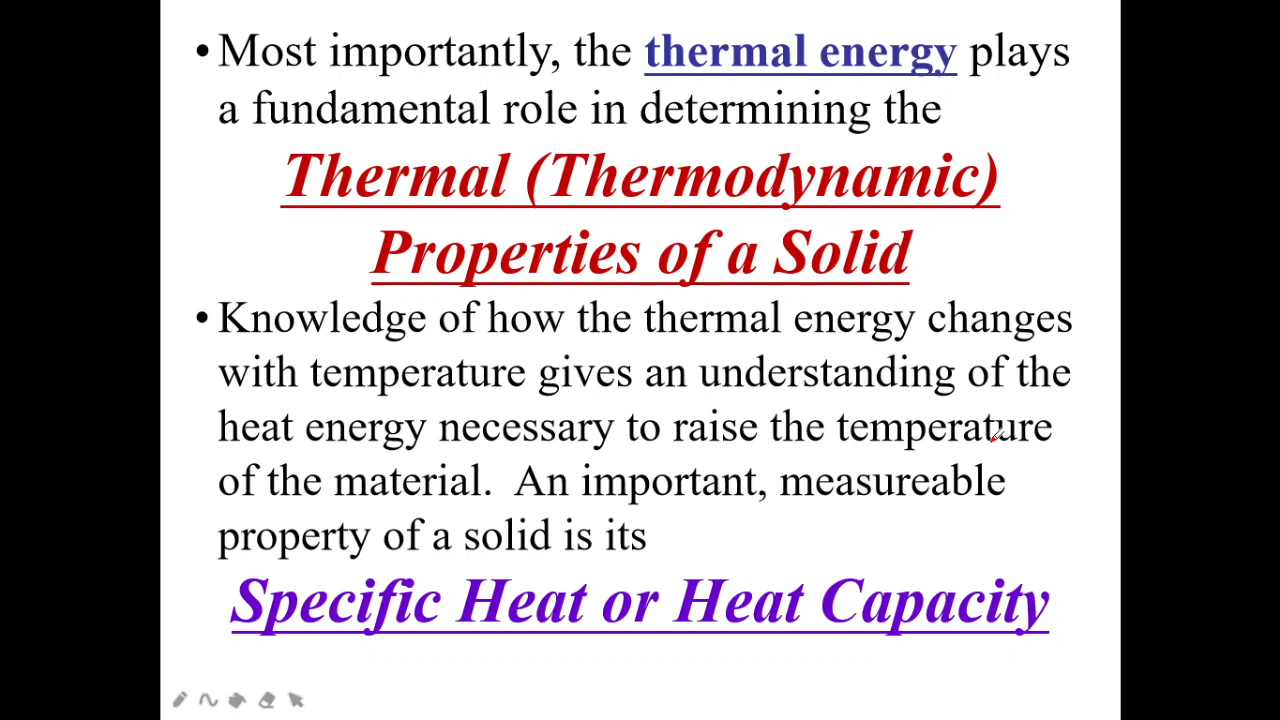 • Most importantly, the thermal energy plays
a fundamental role in determining the
Thermal (Thermodynamic)
Properties of a Solid
• Knowledge of how the thermal energy changes
with temperature gives an understanding of the
heat energy necessary to raise the temperature
of the material.  An important, measureable
property of a solid is its
Specific Heat or Heat Capacity